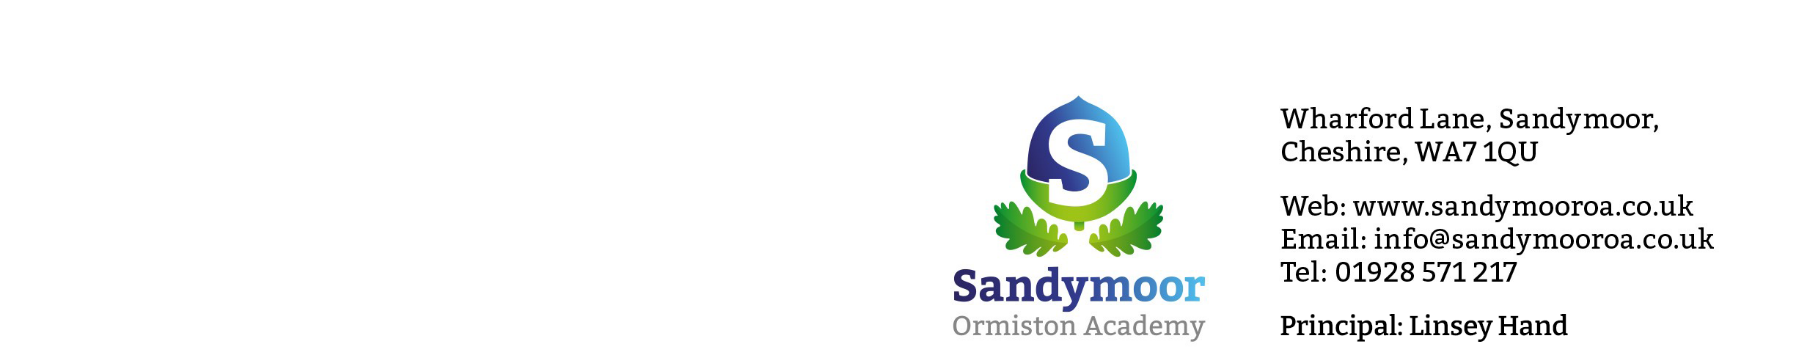 S
Sandymoor
Ormiston Academy
Wharford Lane, Sandymoor,
Cheshire, WA7 1QU
Web: www.sandymooroa.co.uk
Email: info@sandymooroa.co.uk
Tel: 01928 571 217
Principal: Linsey Hand